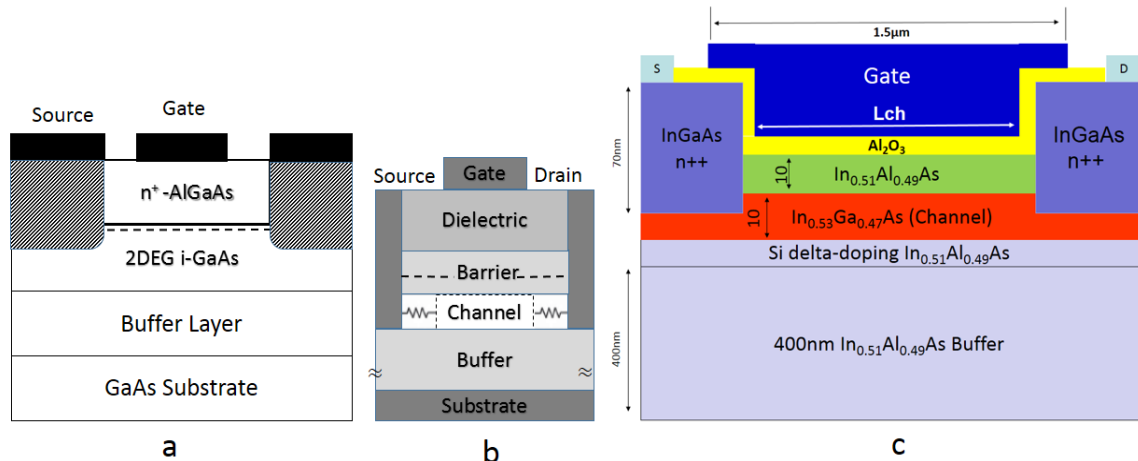 Source
Gate
n⁺ -AlGaAs
2DEG i-GaAs
Buffer Layer
GaAs Substrate
a
Source
Gate
Drain
Dielectric
Barrier
Channel
Buffer
Substrate
≈
≈
b
1.5µm
S
D
Gate
Lch
Al₂O₃
70nm
InGaAs
n++
InGaAs
n++
10
In₀.₅₁Al₀.₄₉As
10
In₀.₅₃Ga₀.₄₇As (Channel)
Si delta-doping In₀.₅₁Al₀.₄₉As
400nm
400nm In₀.₅₁Al₀.₄₉As Buffer
c